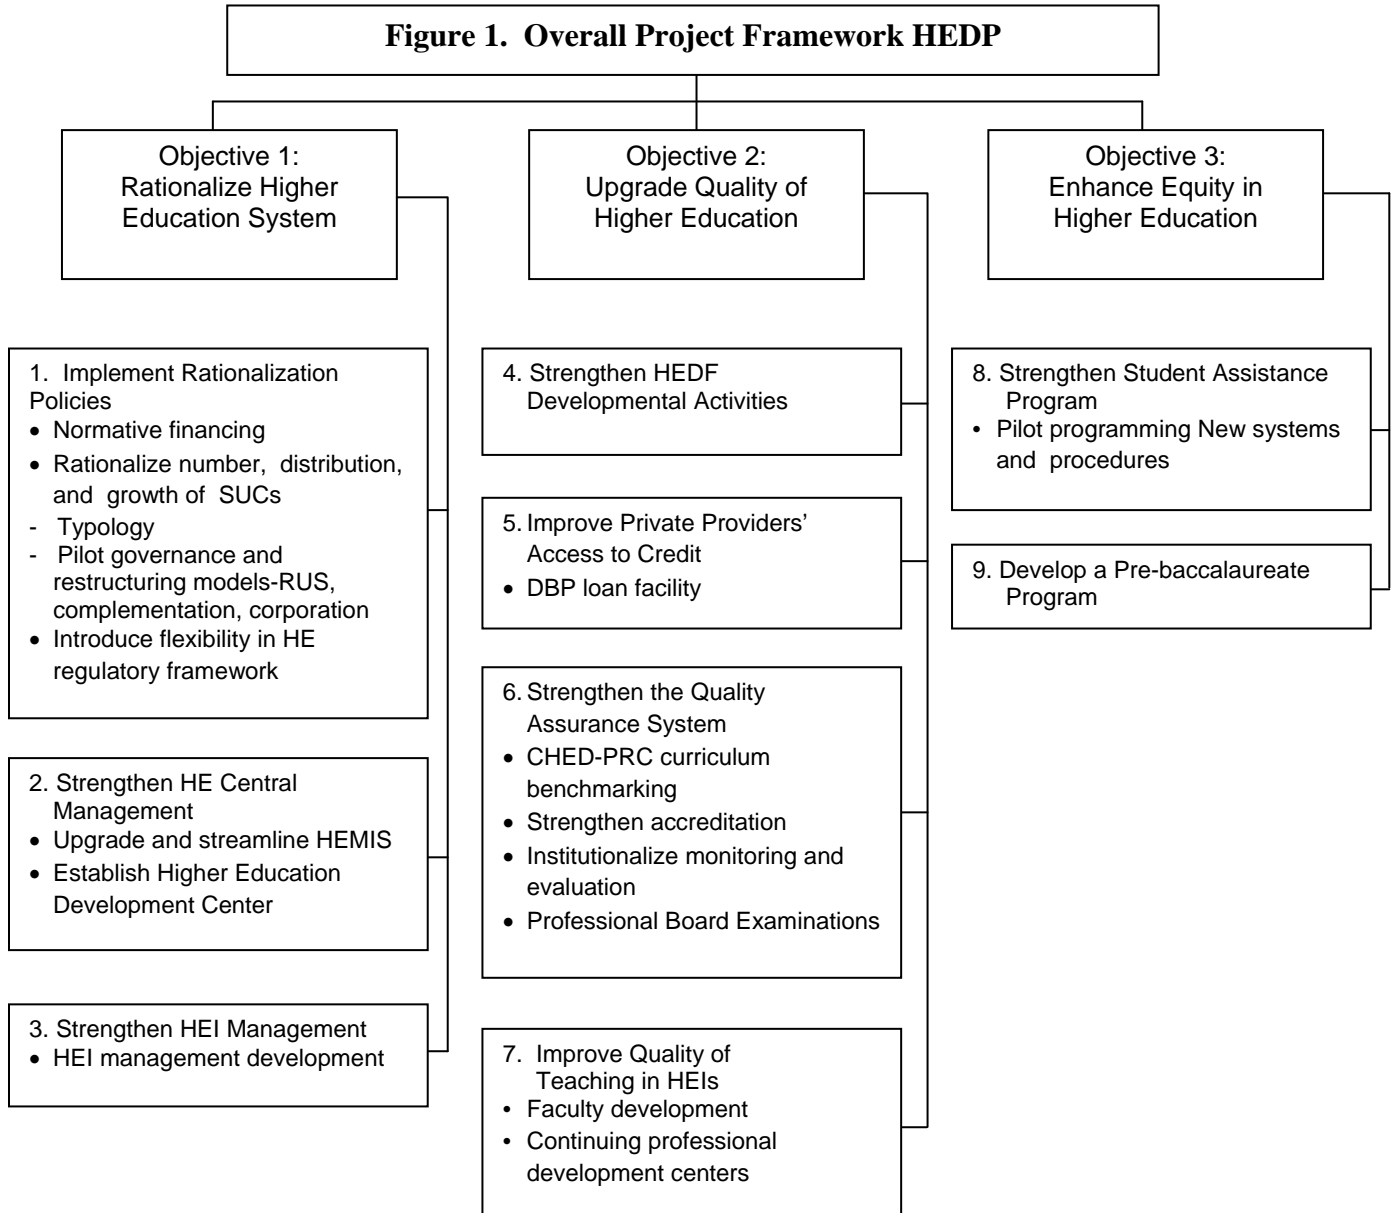 Figure 1.  Overall Project Framework HEDP
Objective 1:
Rationalize Higher
Education System
Objective 2:
Upgrade Quality of
Higher Education
Objective 3:
Enhance Equity in
Higher Education
1.  Implement Rationalization
Policies
• Normative financing
• Rationalize number,  distribution,
and  growth of  SUCs
-  Typology
-  Pilot governance and
restructuring models-RUS,
complementation, corporation
• Introduce flexibility in HE
regulatory framework
2. Strengthen HE Central
Management
• Upgrade and streamline HEMIS
• Establish Higher Education
Development Center
3. Strengthen HEI Management
• HEI management development
4. Strengthen HEDF
Developmental Activities
5. Improve Private Providers’
Access to Credit
• DBP loan facility
6. Strengthen the Quality
Assurance System
• CHED-PRC curriculum
benchmarking
• Strengthen accreditation
• Institutionalize monitoring and
evaluation
• Professional Board Examinations
7.  Improve Quality of
Teaching in HEIs
• Faculty development
• Continuing professional
development centers
8. Strengthen Student Assistance
Program
• Pilot programming New systems
and  procedures
9. Develop a Pre-baccalaureate
Program